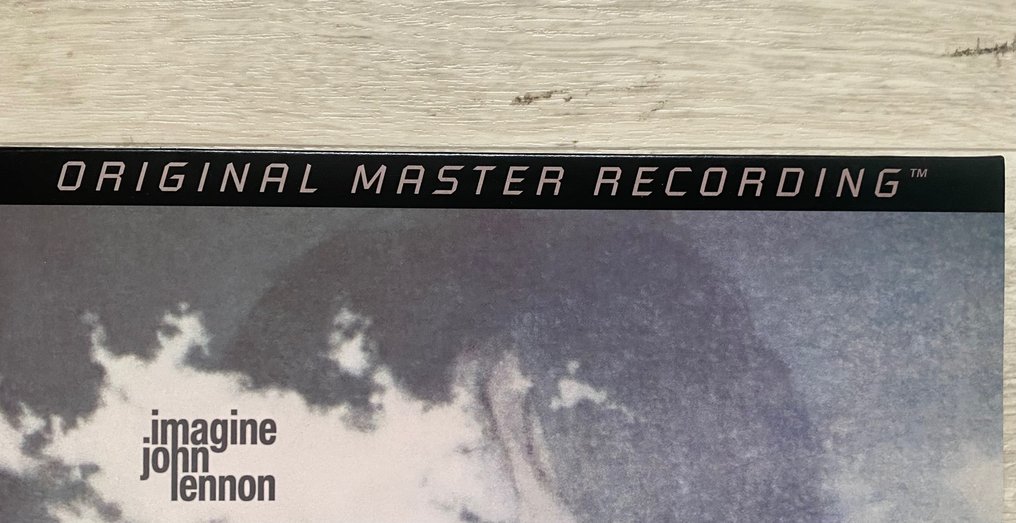 ORIGINAL MASTER RECORDING™
.imagine
john
lennon